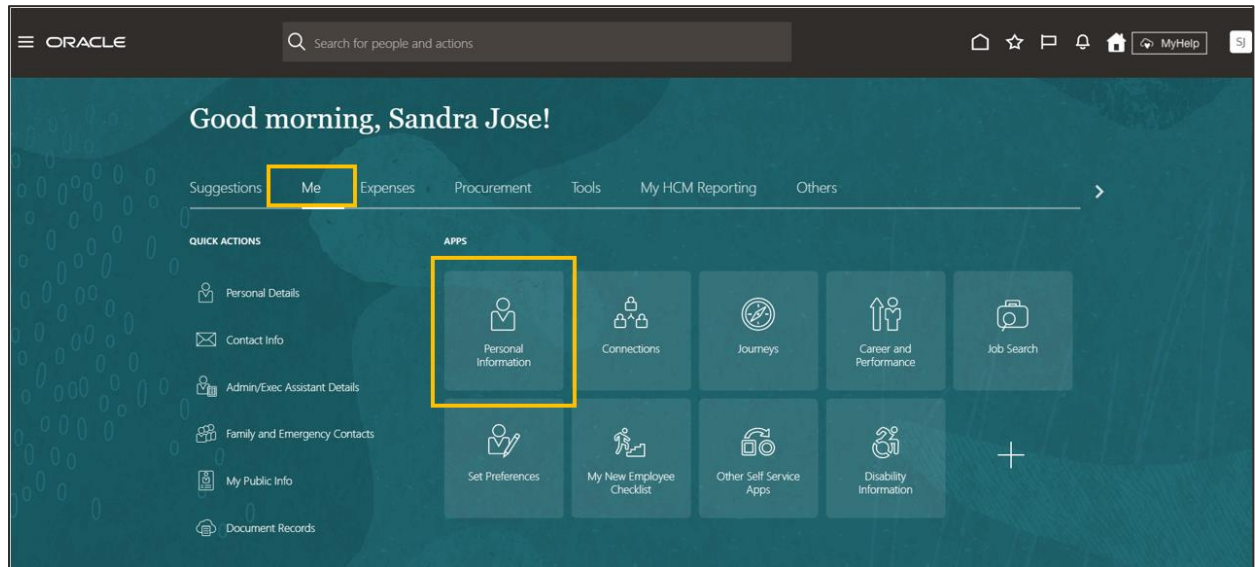 ORACLE
Search for people and actions
MyHelp
SJ
Good morning, Sandra Jose!
Suggestions Me Expenses Procurement Tools My HCM Reporting Others
QUICK ACTIONS
Personal Details
Contact Info
Admin/Exec Assistant Details
Family and Emergency Contacts
My Public Info
Document Records
APPS
Personal
Information
Connections
Journeys
Career and
Performance
Job Search
Set Preferences
My New Employee
Checklist
Other Self Service
Apps
Disability
Information